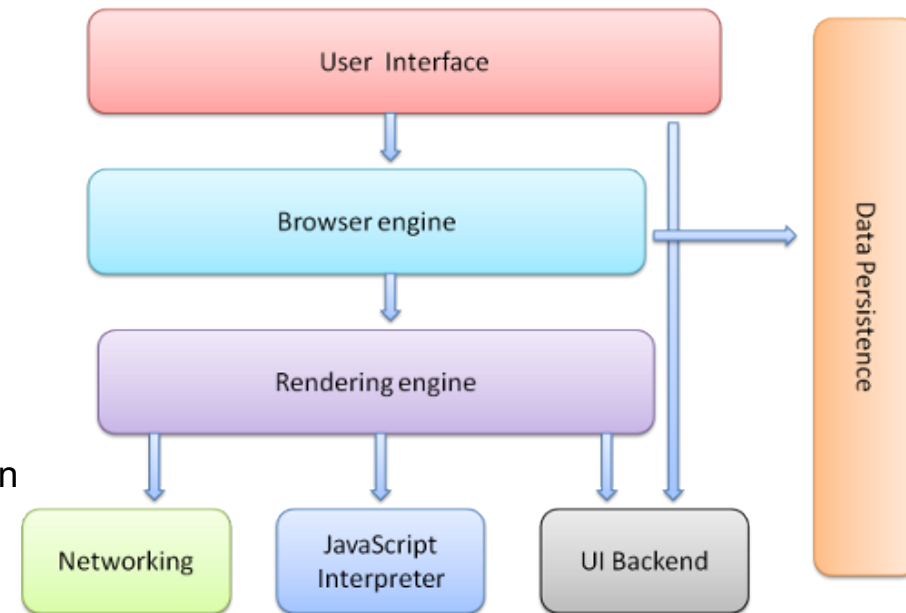 User Interface
Browser engine
Data Persistence
Rendering engine
n
Networking
JavaScript
Interpreter
UI Backend